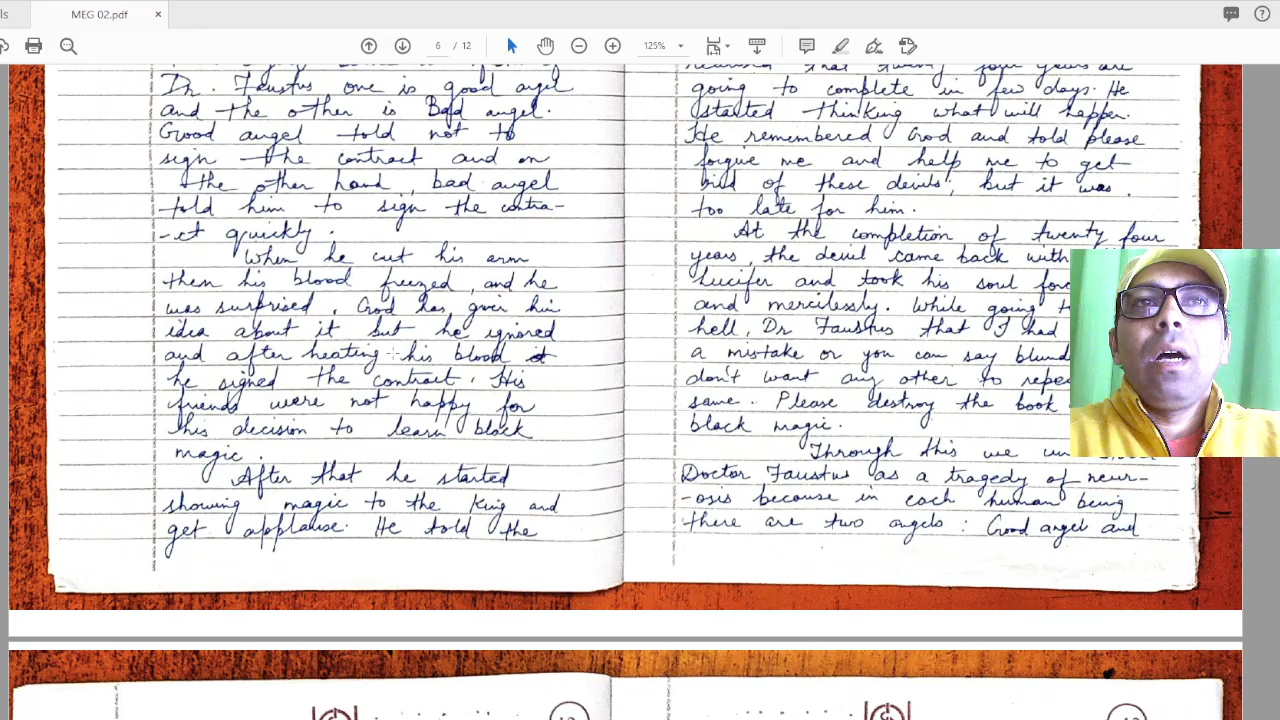 ls
MEG 02.pdf
×
6 / 12
125%
Dr. Faustus one is good agel
and the other is Bad angel.
Good angel told not to
sign the contract and on
the other hand, bad angel
told him to sign the contra-
-ct quickly.
When he cut his arm
then his blood freezed, and he
was surprised. God has given him
idea about it but he ignored
and after heating his blood it
he signed the contract. His
friends were not happy for
his decision to learn black
magic.
After that he started
showing magic to the King and
get applause. He told the
that twenty four years are
going to complete in few days. He
started thinking what will happen.
He remembered God and told please
forgive me and help me to get
rid of these devils, but it was
too late for him.
At the completion of twenty four
years, the devil came back with
lucifer and took his soul
and mercilessly. While going
hell, Dr Faustus that I had
a mistake or you can say
don't want any other to
same. Please destroy the book
black magic.
Through this we
Doctor Faustus as a tragedy of neur-
-osis because in each human being
there are two angels: Good angel and